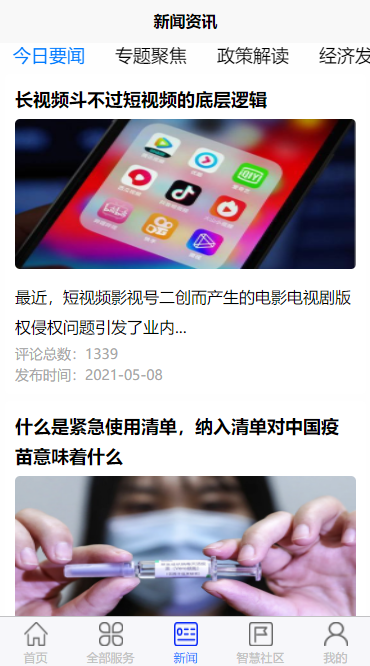 新闻资讯
今日要闻 专题聚焦 政策解读 经济发
长视频斗不过短视频的底层逻辑
最近，短视频影视号二创而产生的电影电视剧版
权侵权问题引发了业内...
评论总数：1339
发布时间：2021-05-08
什么是紧急使用清单，纳入清单对中国疫
苗意味着什么
首页 全部服务 新闻 智慧社区 我的